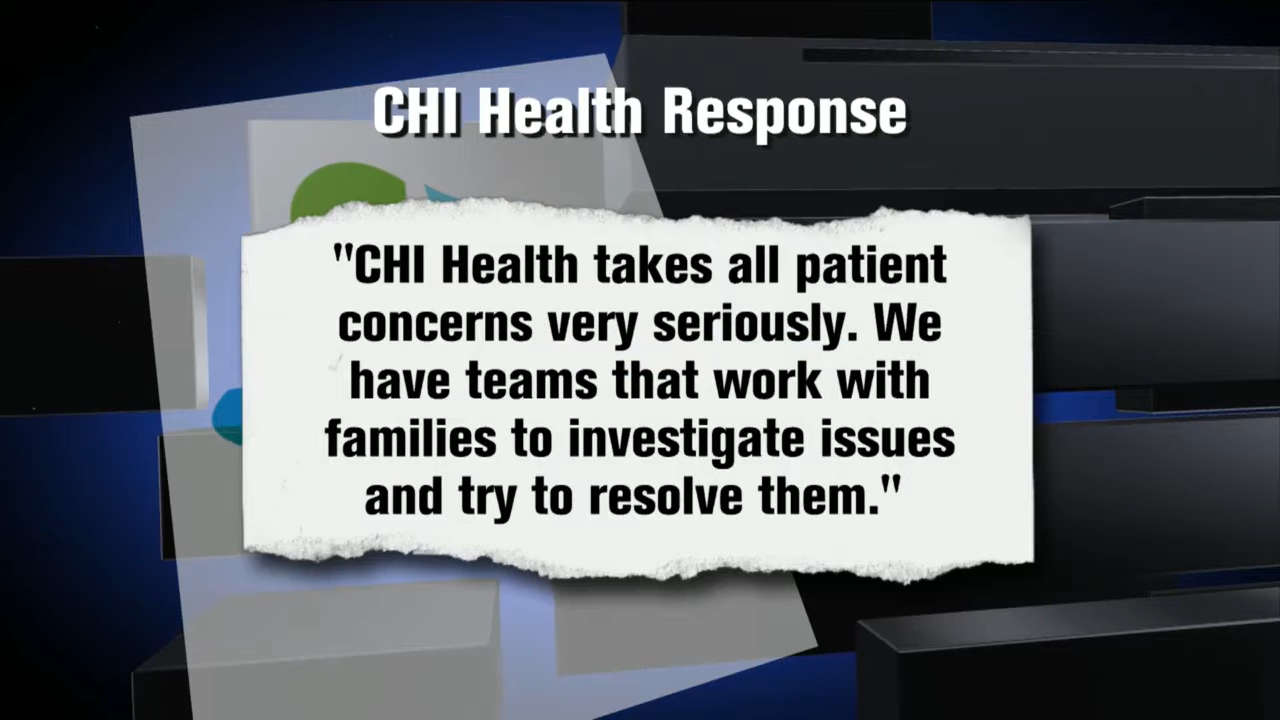 CHI Health Response
"CHI Health takes all patient
concerns very seriously. We
have teams that work with
families to investigate issues
and try to resolve them."